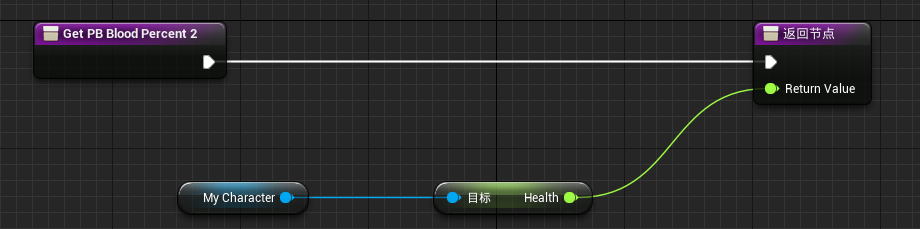 Get PB Blood Percent 2
返回节点
Return Value
My Character
目标
Health